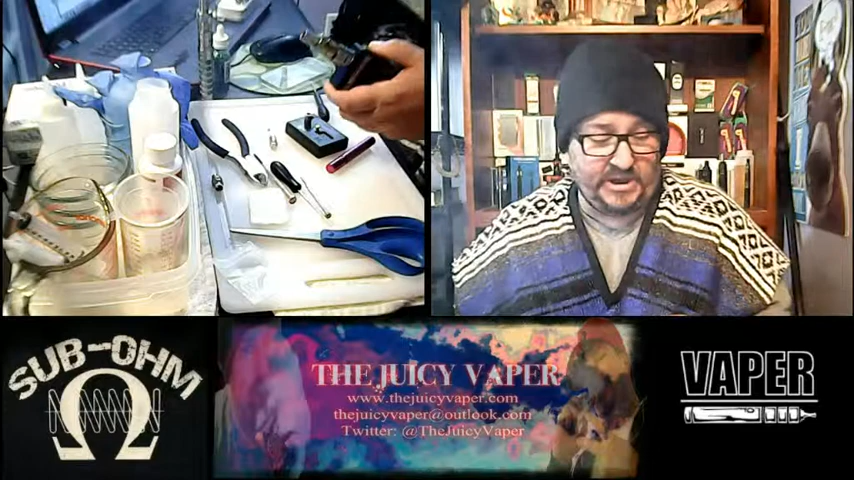 SUB-OHM
THE JUICY VAPER
www.thejuicyvaper.com
thejuicyvaper@outlook.com
Twitter: @TheJuicyVaper
VAPER